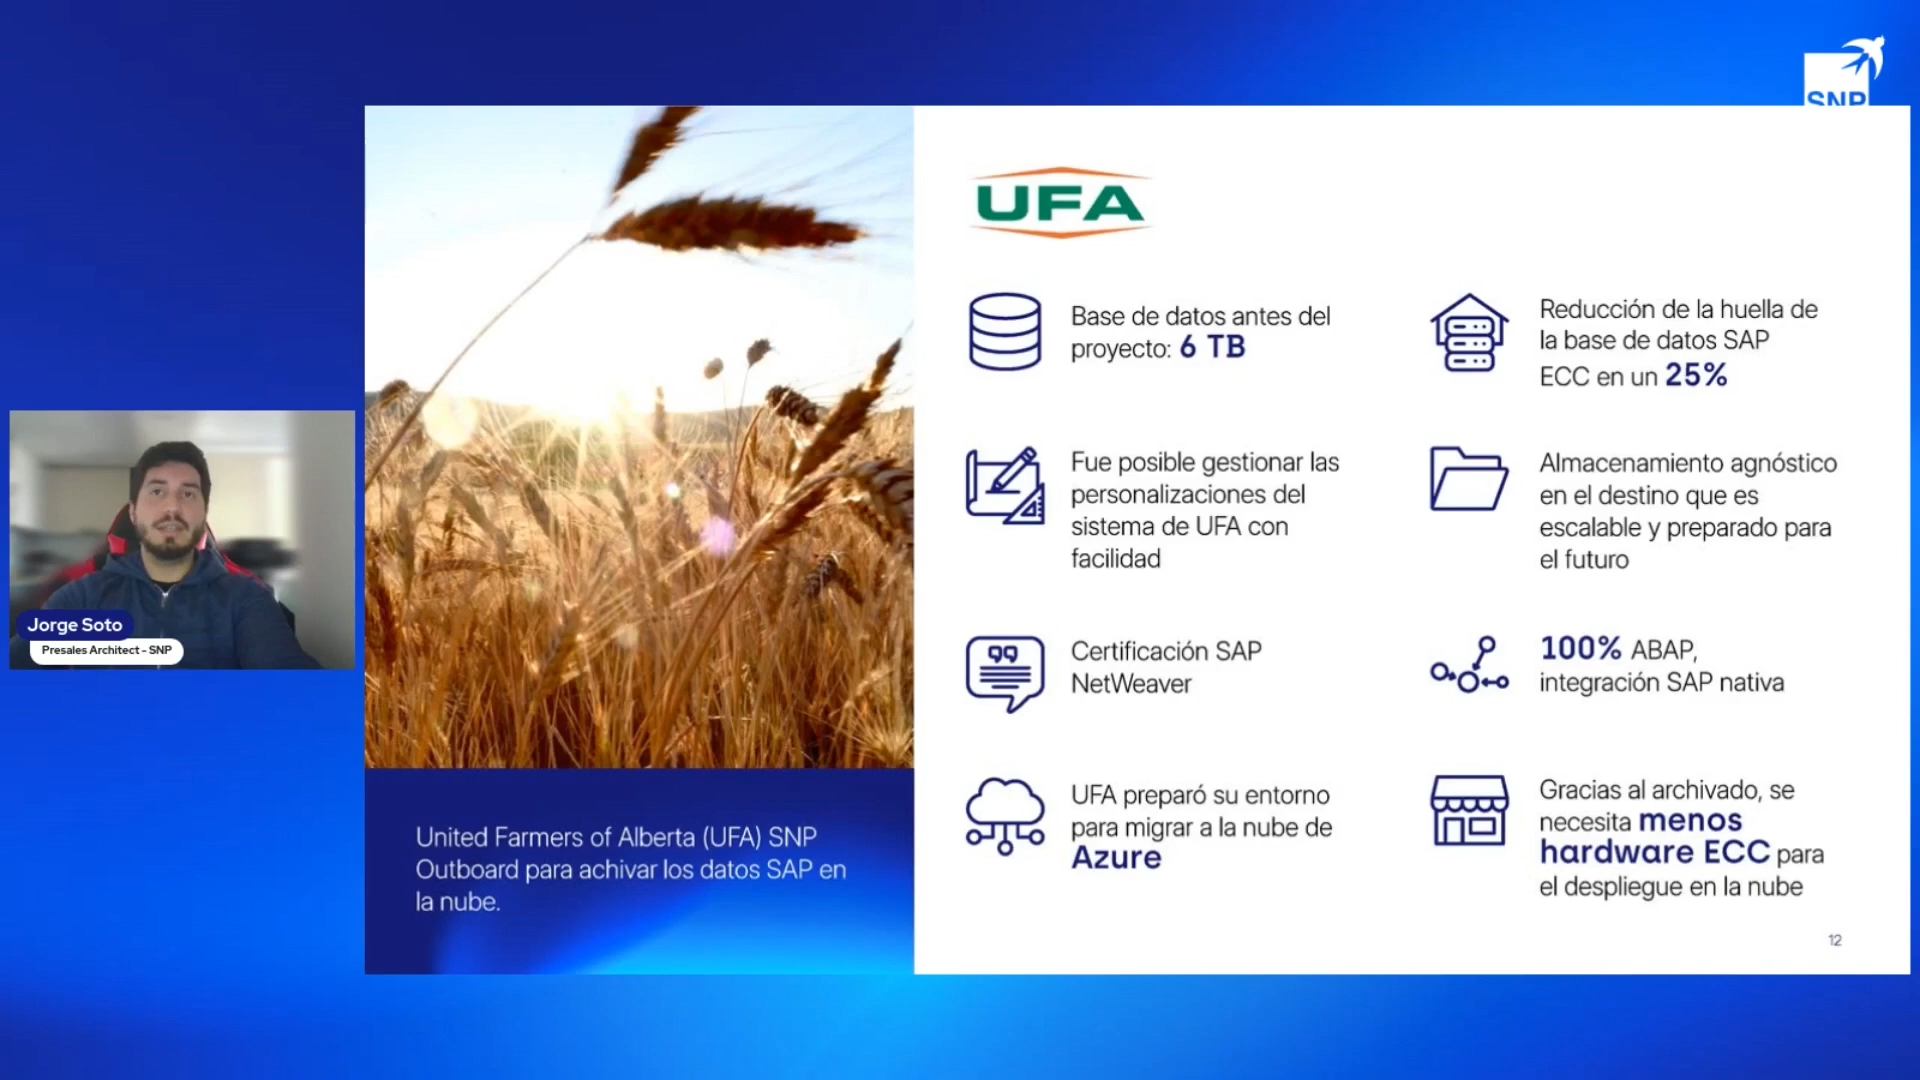 SNP
Jorge Soto
Presales Architect - SNP
United Farmers of Alberta (UFA) SNP
Outboard para achivar los datos SAP en
la nube.
UFA
Base de datos antes del
proyecto: 6 TB
Reducción de la huella de
la base de datos SAP
ECC en un 25%
Fue posible gestionar las
personalizaciones del
sistema de UFA con
facilidad
Almacenamiento agnóstico
en el destino que es
escalable y preparado para
el futuro
Certificación SAP
NetWeaver
100% ABAP,
integración SAP nativa
UFA preparó su entorno
para migrar a la nube de
Azure
Gracias al archivado, se
necesita menos
hardware ECC para
el despliegue en la nube
12